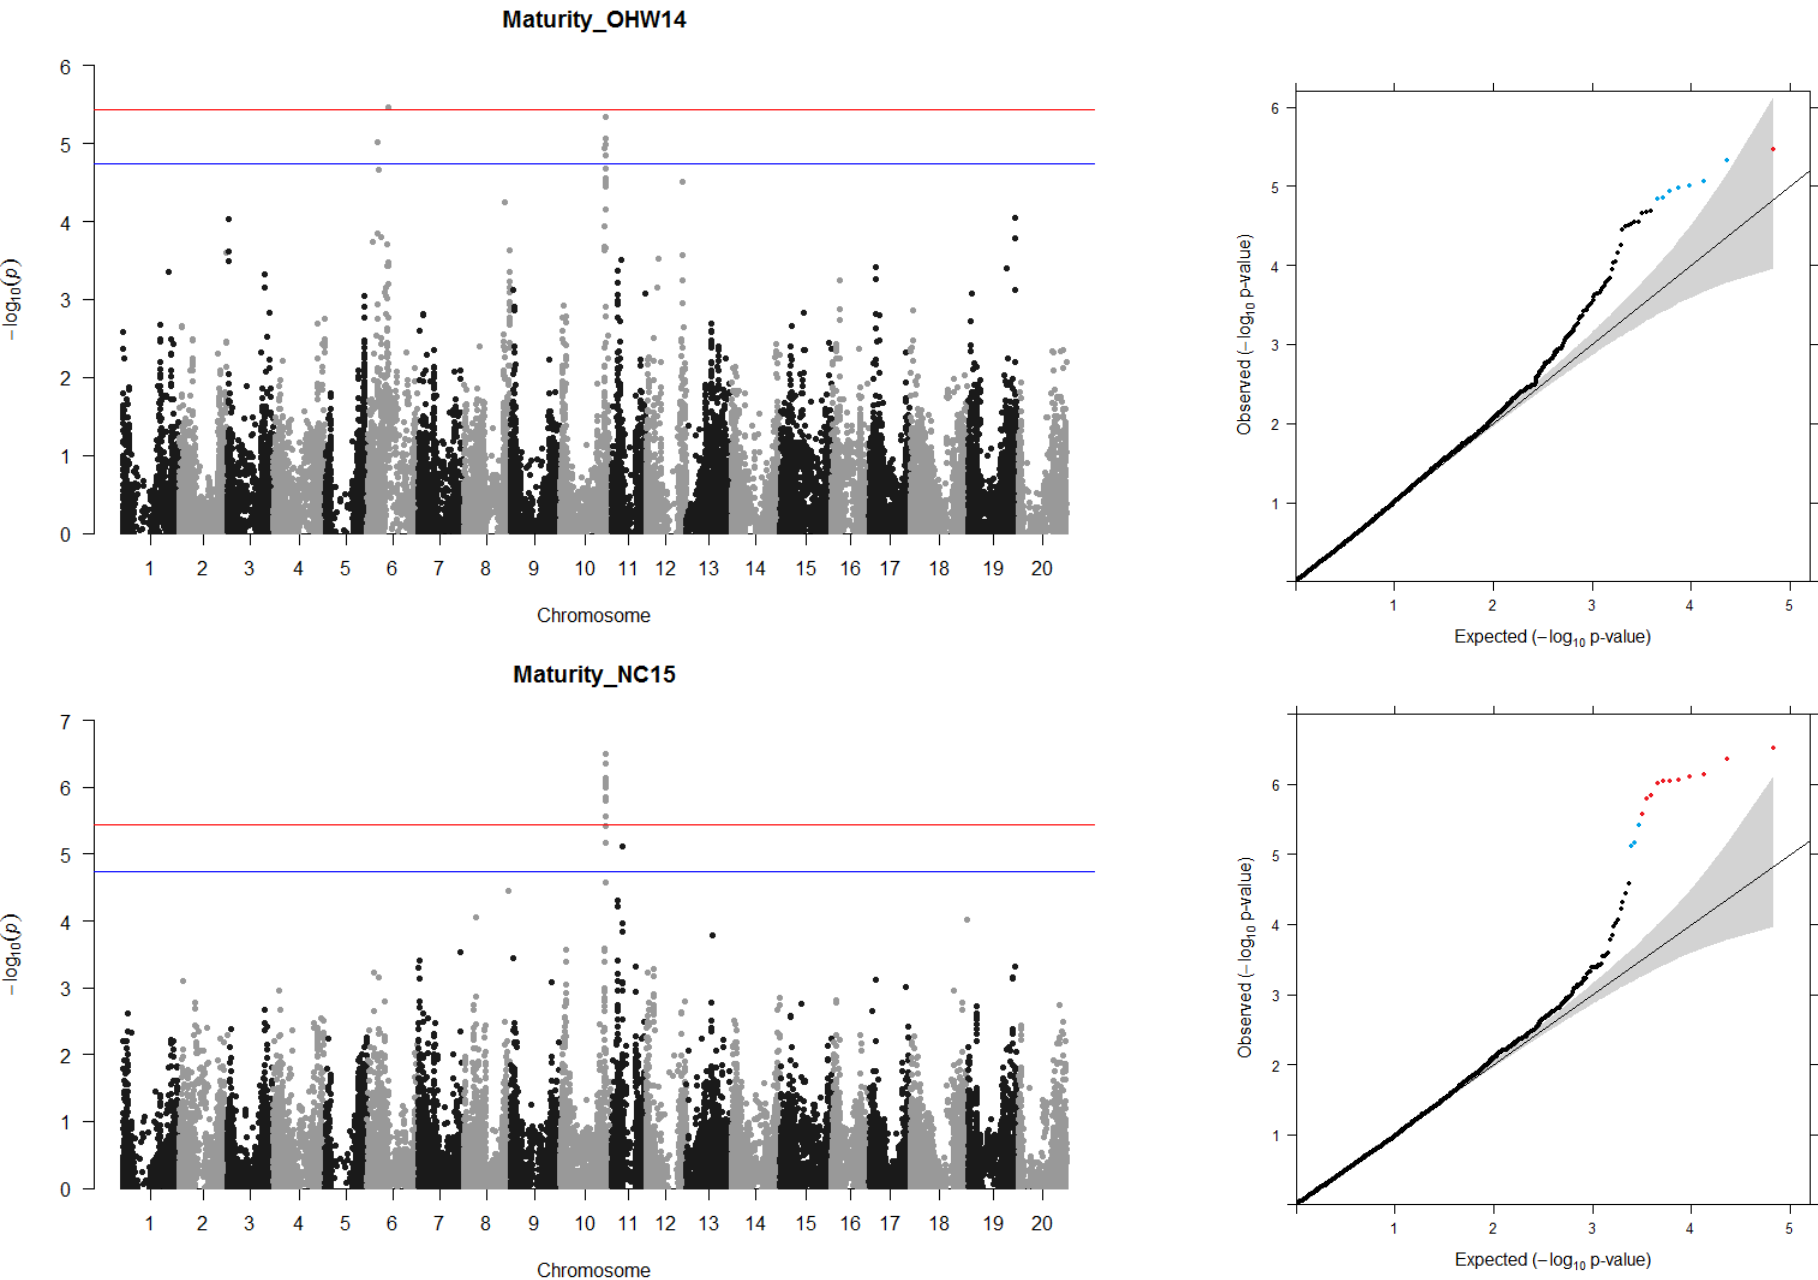 Maturity_OHW14
6
5
4
3
2
1
0
−log10(p)
1 2 3 4 5 6 7 8 9 10 11 12 13 14 15 16 17 18 19 20
Chromosome
6
5
4
3
2
1
Observed (−log10 p-value)
1 2 3 4 5
Expected (−log10 p-value)
Maturity_NC15
7
6
5
4
3
2
1
0
−log10(p)
1 2 3 4 5 6 7 8 9 10 11 12 13 14 15 16 17 18 19 20
Chromosome
6
5
4
3
2
1
Observed (−log10 p-value)
1 2 3 4 5
Expected (−log10 p-value)